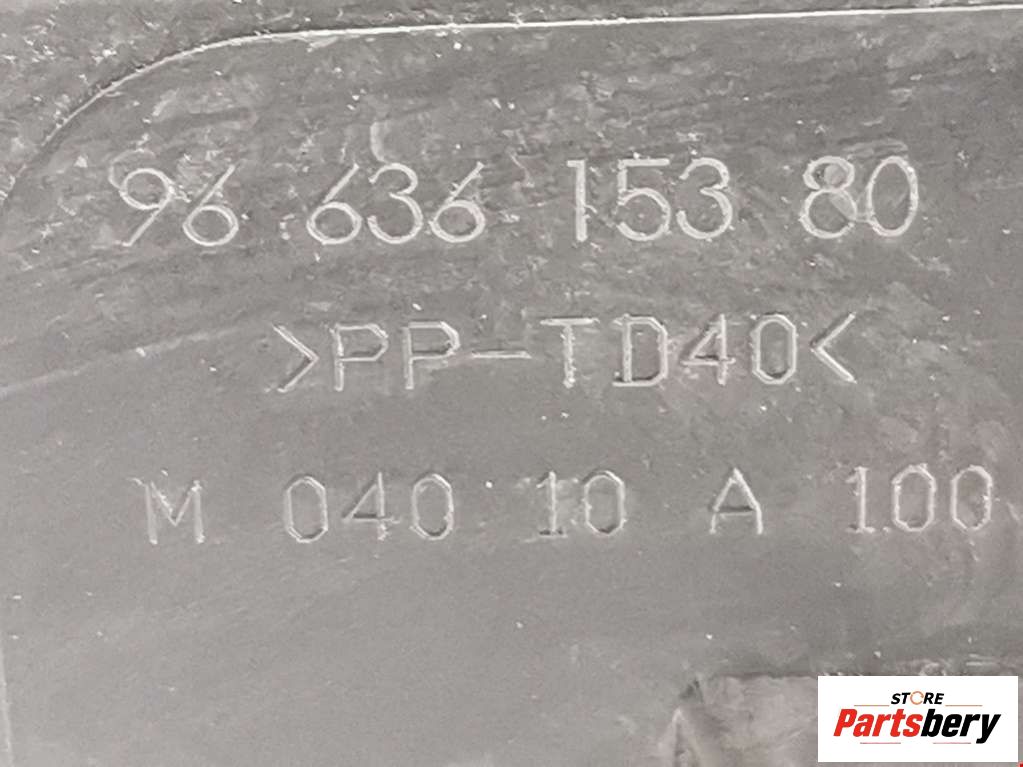 96 636 153 80
>PP-TD40<
M 040 10 A 100
STORE
Partsbery